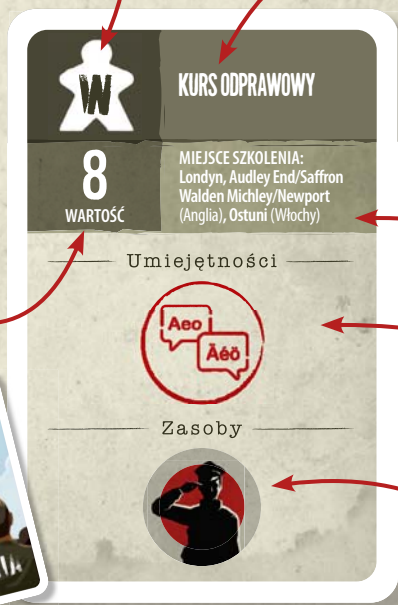 W
KURS ODPRAWOWY
8
WARTOŚĆ
MIEJSCE SZKOLENIA:
Londyn, Audley End/Saffron
Walden Michley/Newport
(Anglia), Ostuni (Włochy)
Umiejętności
Aeo
Āéö
Zasoby